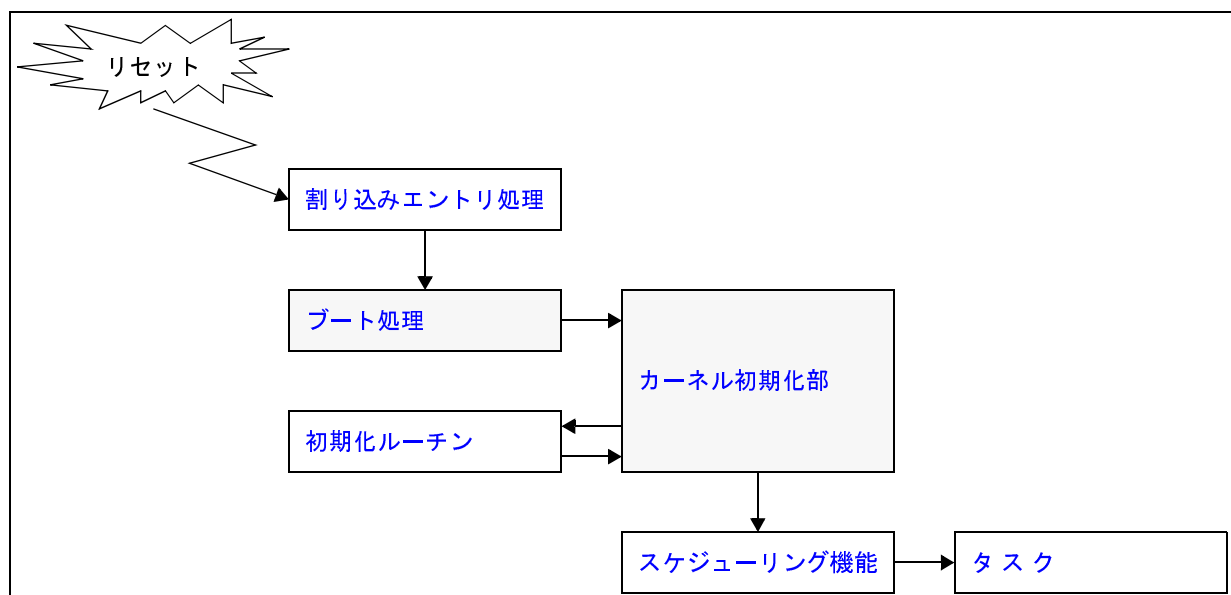 リセット
割り込みエントリ処理
ブート処理
カーネル初期化部
初期化ルーチン
スケジューリング機能
タ ス ク